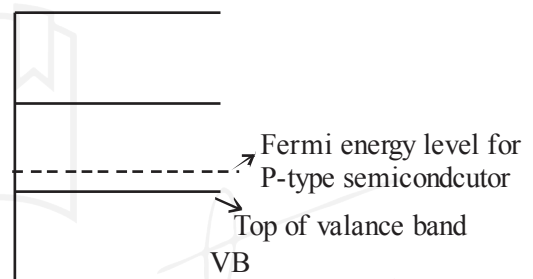 Fermi energy level for
P-type semicondcutor
Top of valance band
VB